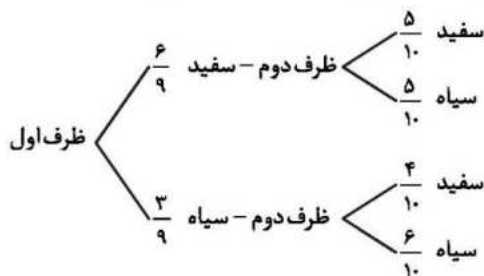 ۵/۱۰ سفید
۶/۹ سفید – ظرف دوم
۵/۱۰ سیاه
ظرف اول
۴/۱۰ سفید
۳/۹ سیاه – ظرف دوم
۶/۱۰ سیاه